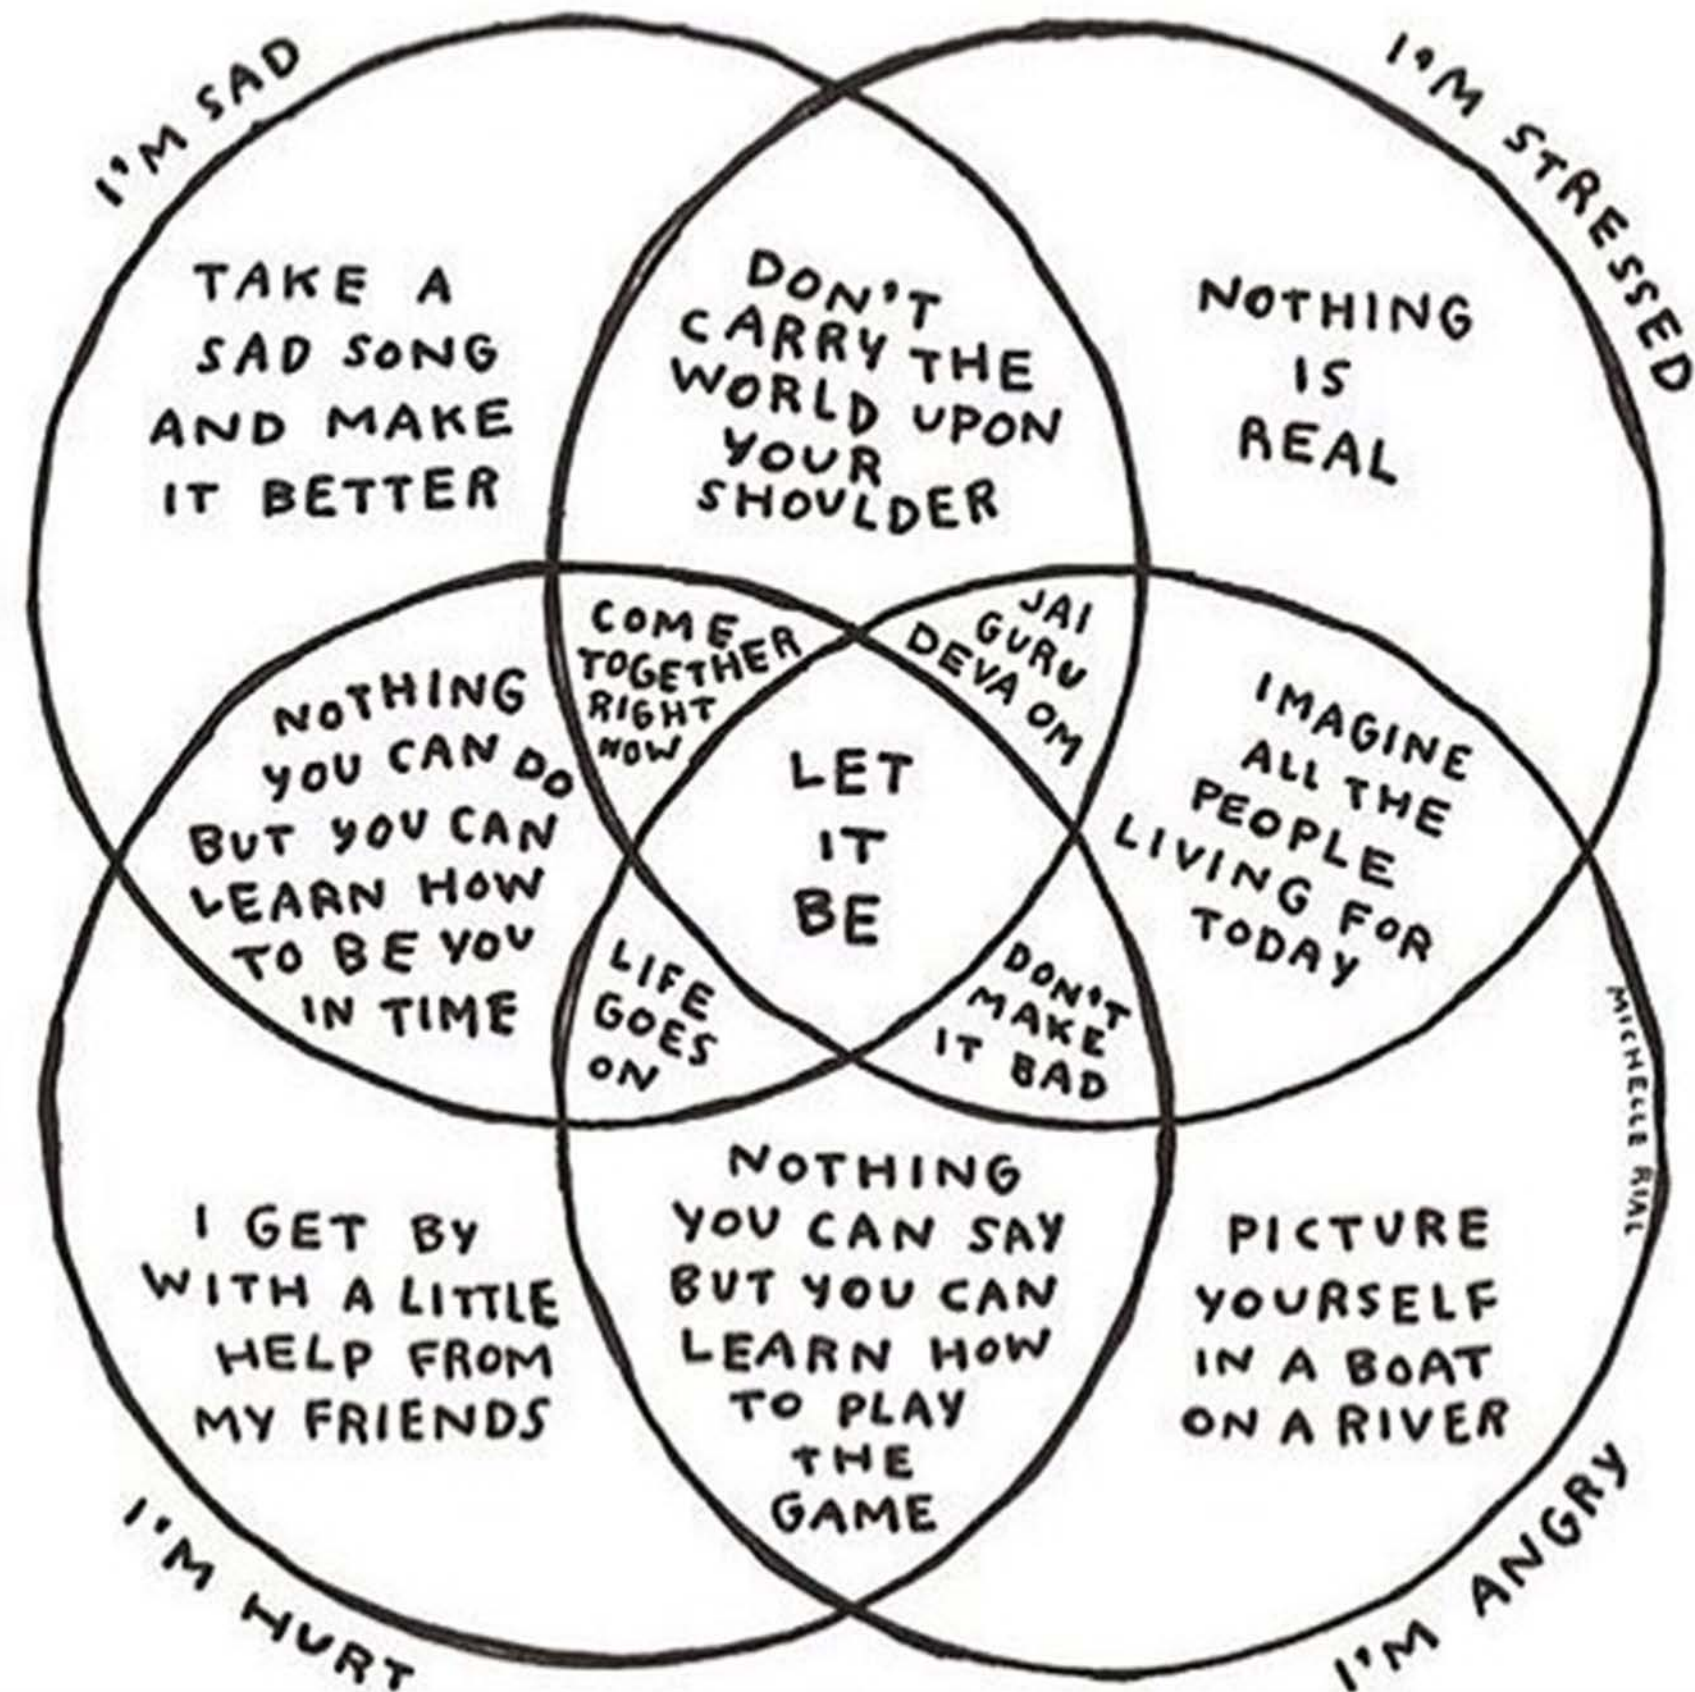 I'M SAD
I'M STRESSED
TAKE A
SAD SONG
AND MAKE
IT BETTER
DON'T
CARRY THE
WORLD UPON
YOUR
SHOULDER
NOTHING
IS
REAL
COME
TOGETHER
RIGHT
NOW
JAI
GURU
DEVA OM
NOTHING
YOU CAN DO
BUT YOU CAN
LEARN HOW
TO BE YOU
IN TIME
LET
IT
BE
IMAGINE
ALL THE
PEOPLE
LIVING FOR
TODAY
LIFE
GOES
ON
DON'T
MAKE
IT BAD
I GET BY
WITH A LITTLE
HELP FROM
MY FRIENDS
NOTHING
YOU CAN SAY
BUT YOU CAN
LEARN HOW
TO PLAY
THE
GAME
PICTURE
YOURSELF
IN A BOAT
ON A RIVER
MICHELLE RIAL
I'M HURT
I'M ANGRY